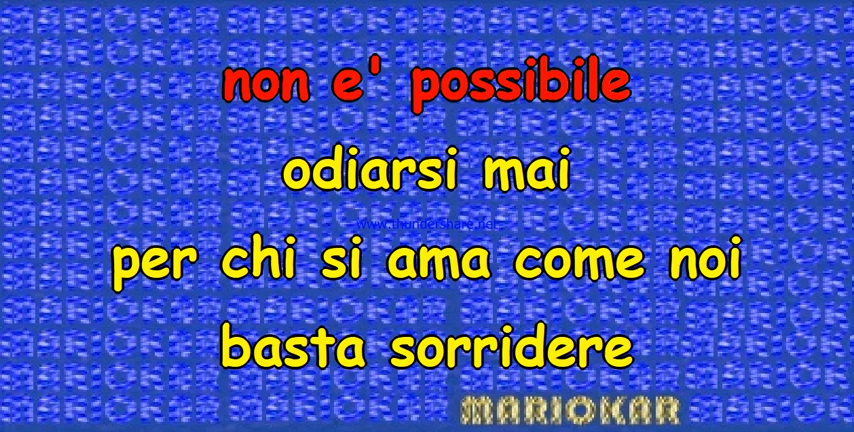 non e' possibile
odiarsi mai
www.thundershare.net
per chi si ama come noi
basta sorridere
MARIOKAR